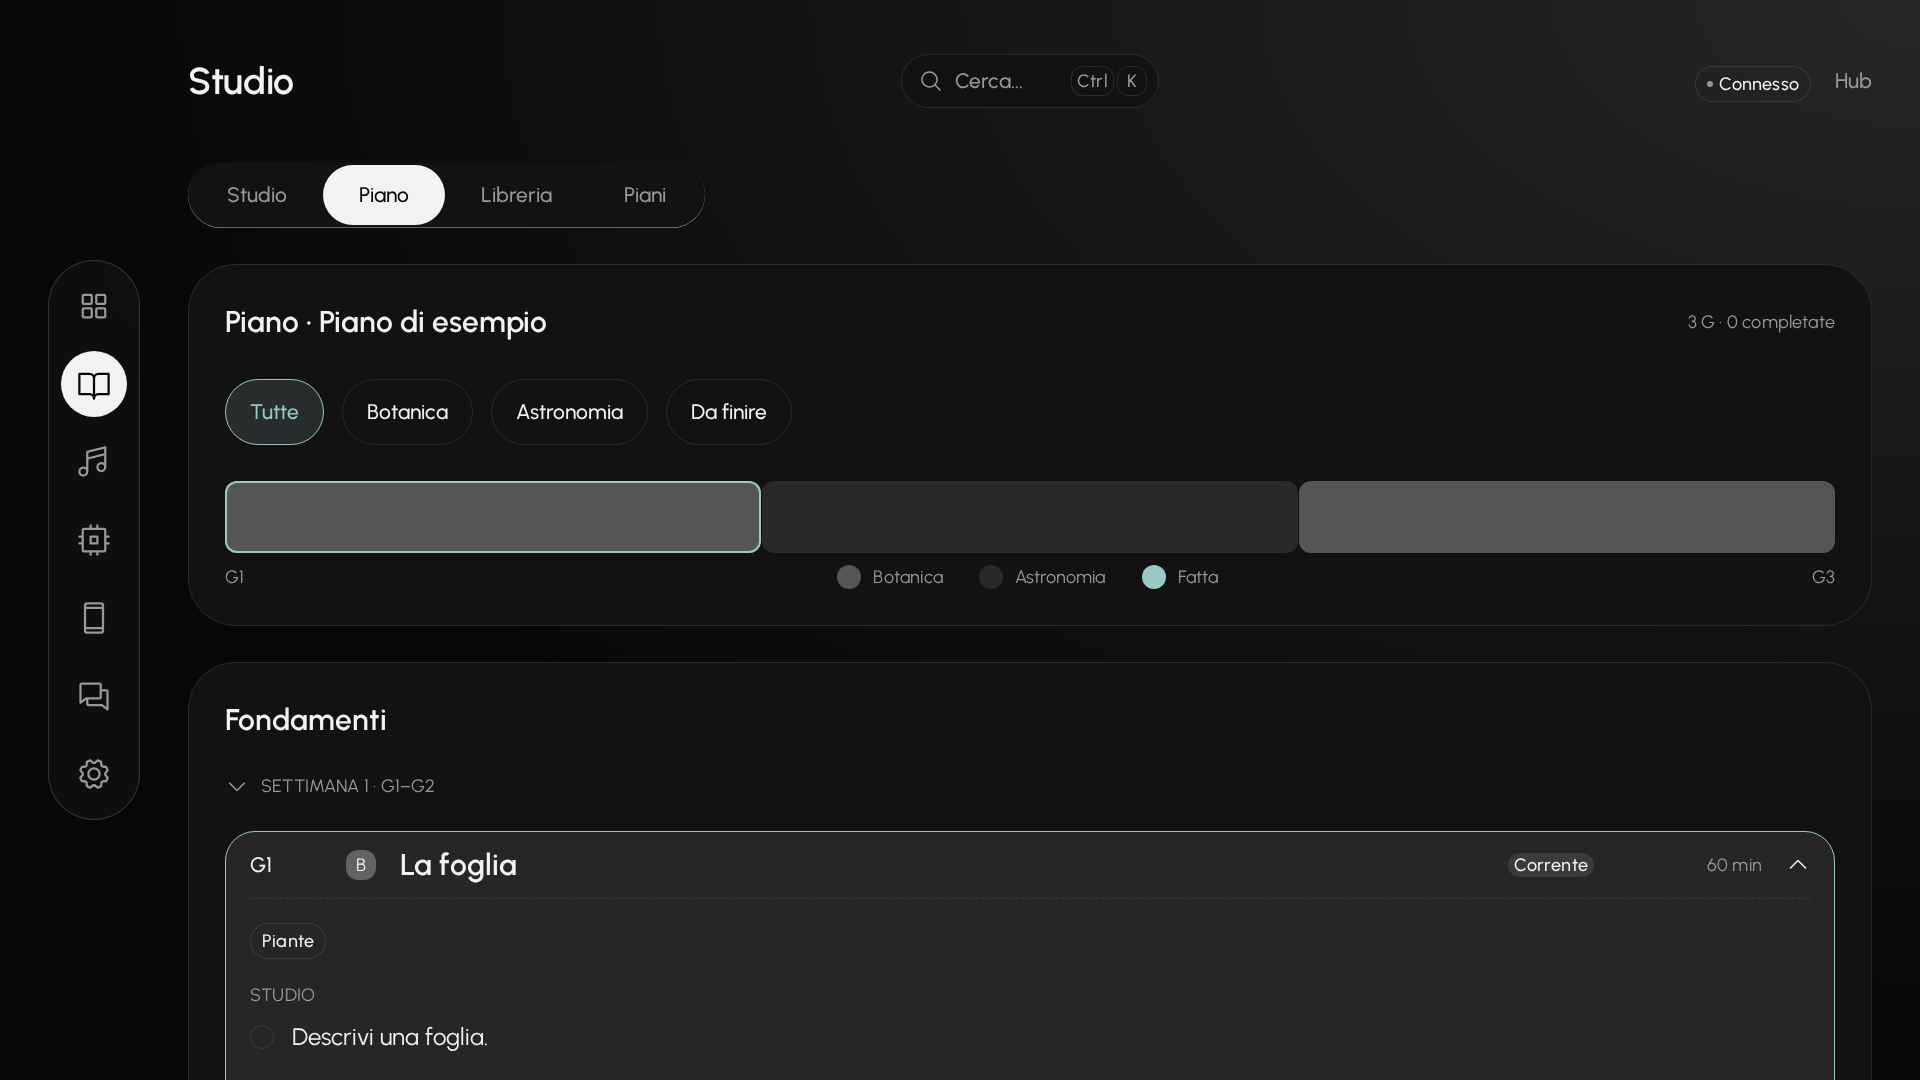 Studio
Cerca...
Ctrl K
Connesso
Hub
Studio
Piano
Libreria
Piani
Piano · Piano di esempio
3 G · 0 completate
Tutte
Botanica
Astronomia
Da finire
G1
Botanica
Astronomia
Fatta
G3
Fondamenti
SETTIMANA 1 · G1–G2
G1
B
La foglia
Corrente
60 min
Piante
STUDIO
Descrivi una foglia.